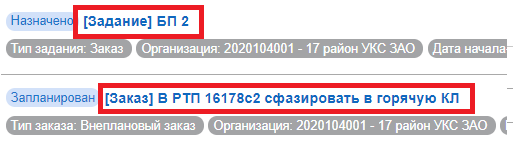 Назначено [Задание] БП 2
Тип задания: Заказ Организация: 2020104001 - 17 район УКС ЗАО Дата начала
Запланирован [Заказ] В РТП 16178с2 сфазировать в горячую КЛ
Тип заказа: Внеплановый заказ Организация: 2020104001 - 17 район УКС ЗАО